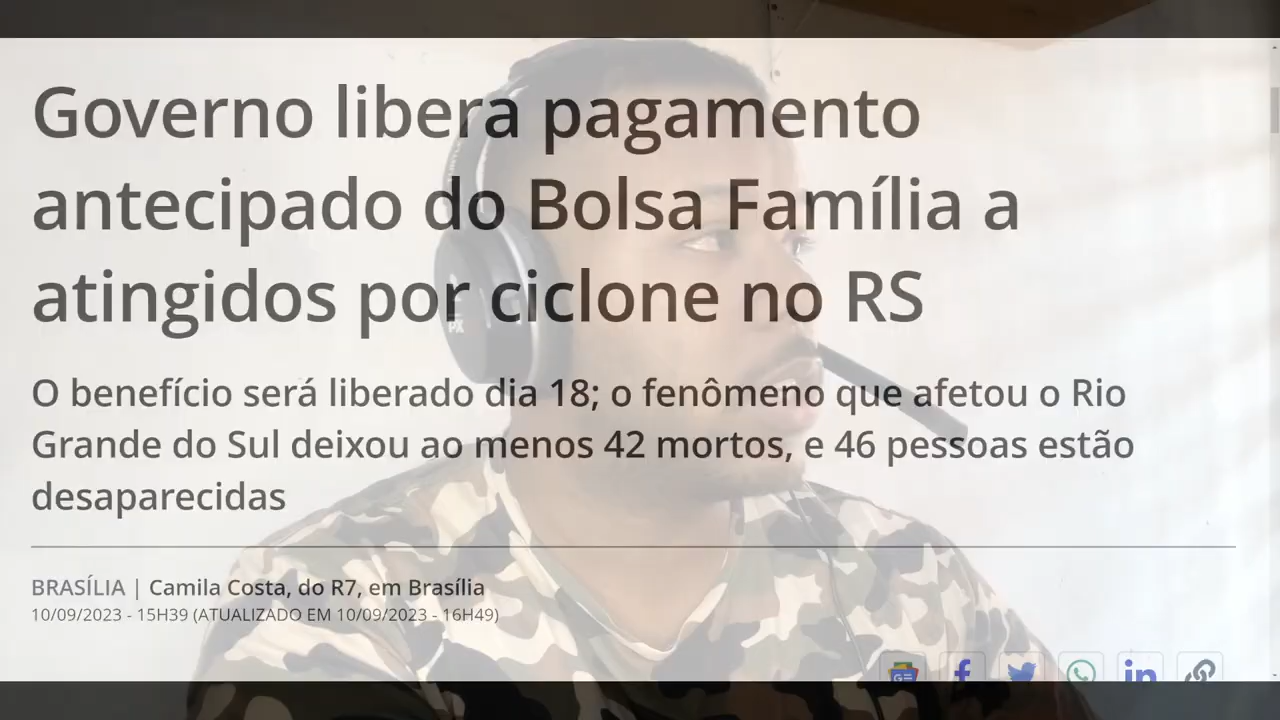 Governo libera pagamento
antecipado do Bolsa Família a
atingidos por ciclone no RS
O benefício será liberado dia 18; o fenômeno que afetou o Rio
Grande do Sul deixou ao menos 42 mortos, e 46 pessoas estão
desaparecidas
BRASÍLIA | Camila Costa, do R7, em Brasília
10/09/2023 - 15H39 (ATUALIZADO EM 10/09/2023 - 16H49)